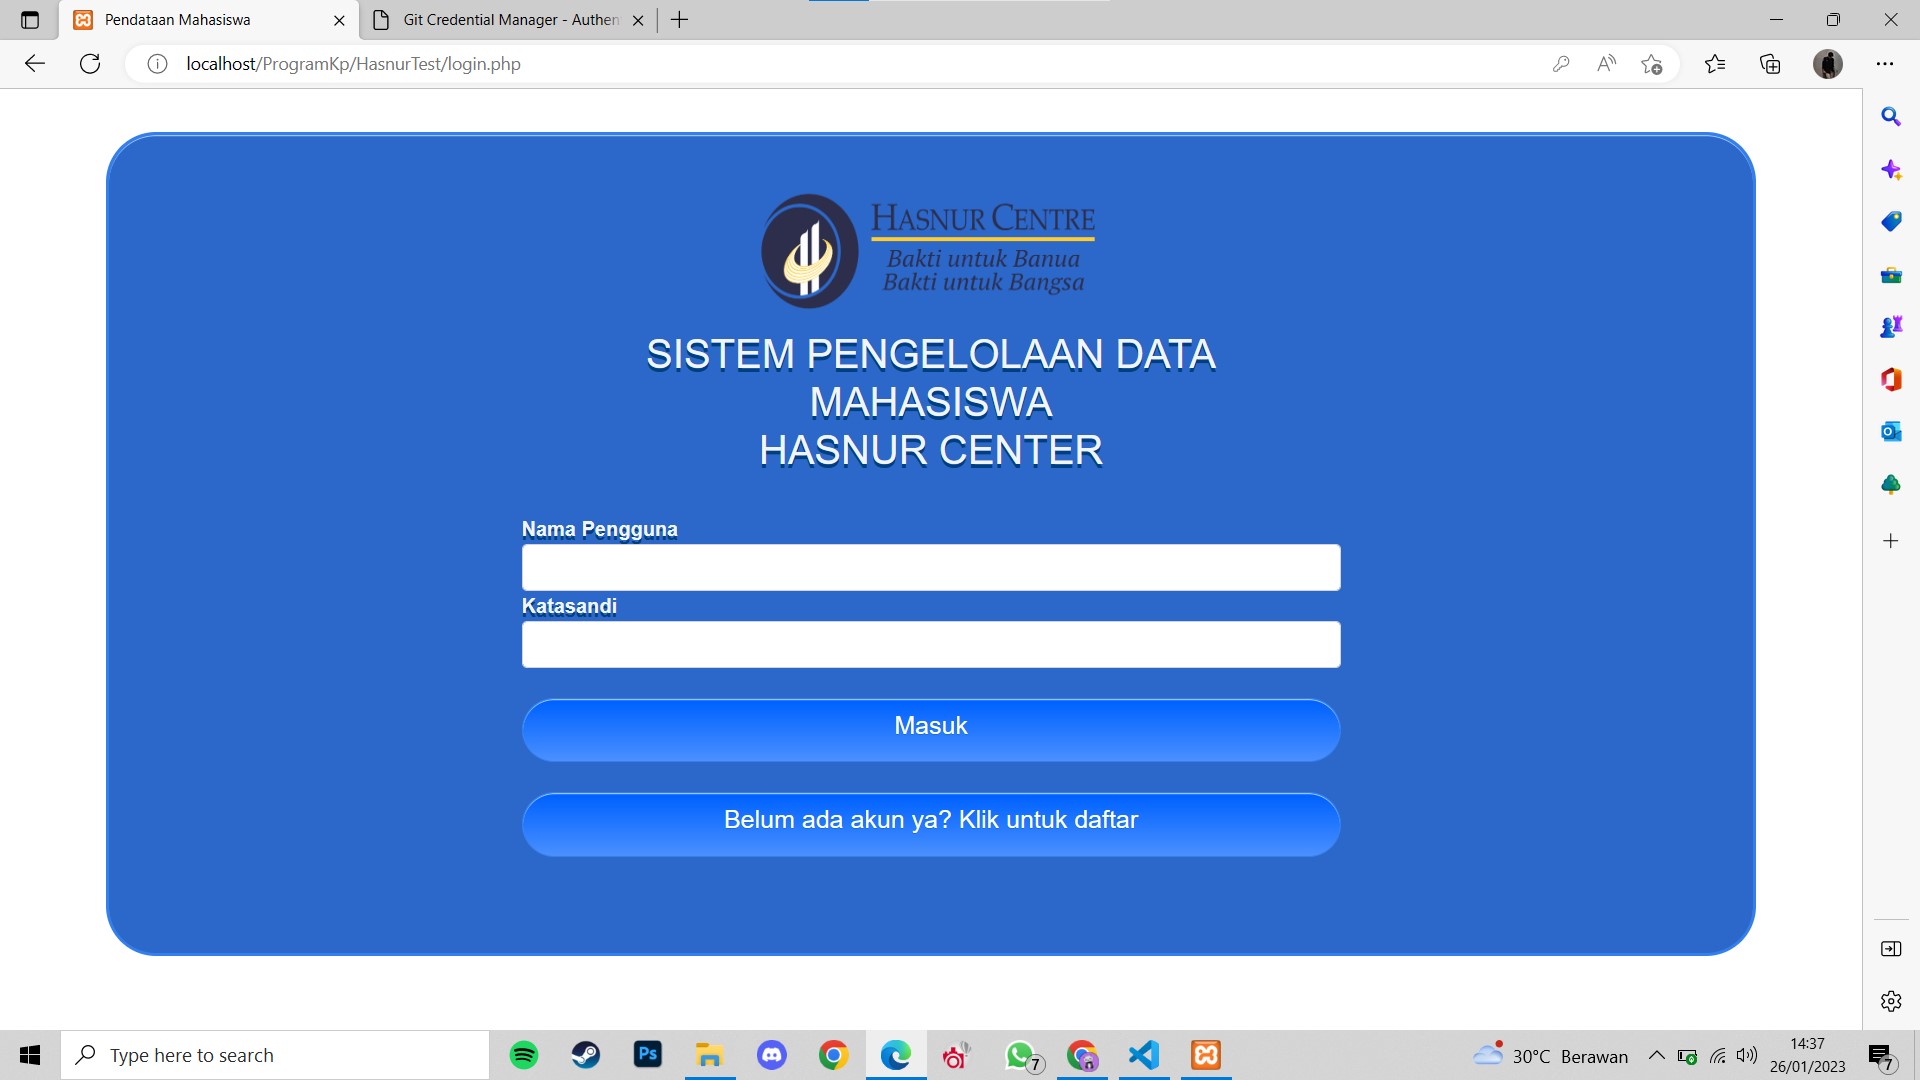 Pendataan Mahasiswa
Git Credential Manager - Authen
localhost/ProgramKp/HasnurTest/login.php
HASNUR CENTRE
Bakti untuk Banua
Bakti untuk Bangsa
SISTEM PENGELOLAAN DATA
MAHASISWA
HASNUR CENTER
Nama Pengguna
Katasandi
Masuk
Belum ada akun ya? Klik untuk daftar
Type here to search
Ps
7
30°C Berawan
14:37
26/01/2023
7